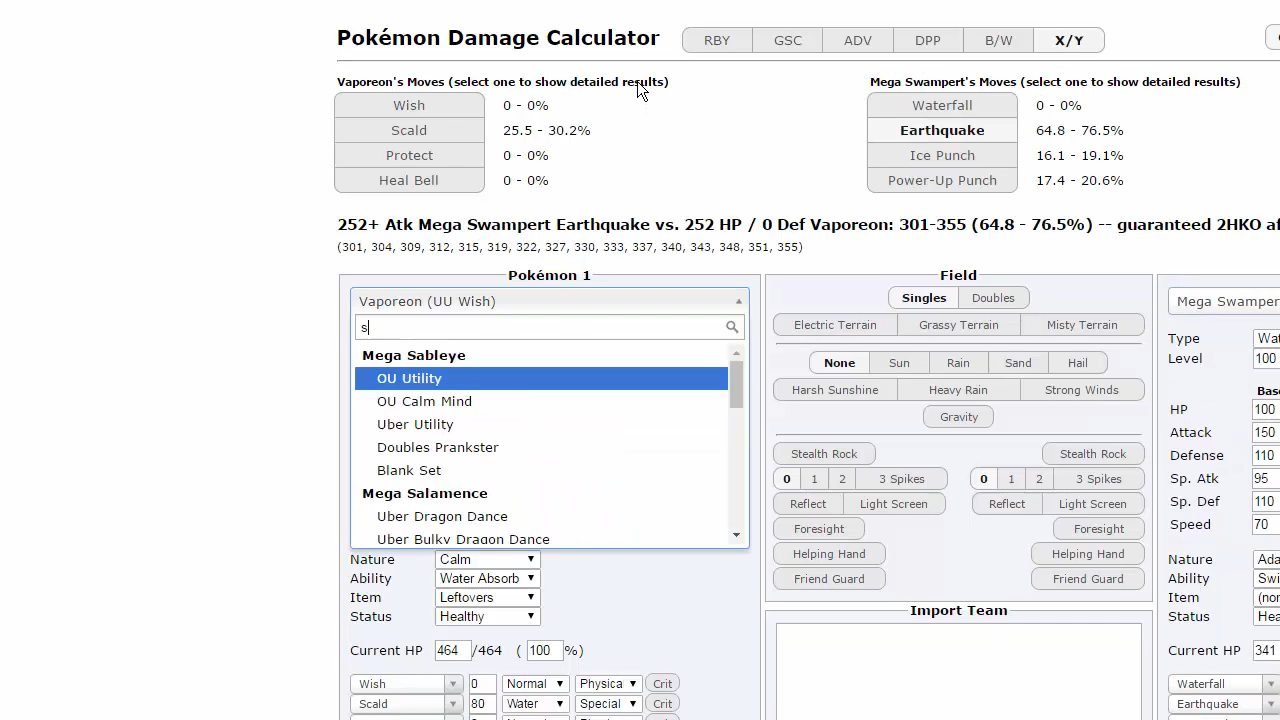 Pokémon Damage Calculator RBY GSC ADV DPP B/W X/Y
Vaporeon's Moves (select one to show detailed results) Mega Swampert's Moves (select one to show detailed results)
Wish 0 - 0% Waterfall 0 - 0%
Scald 25.5 - 30.2% Earthquake 64.8 - 76.5%
Protect 0 - 0% Ice Punch 16.1 - 19.1%
Heal Bell 0 - 0% Power-Up Punch 17.4 - 20.6%
252+ Atk Mega Swampert Earthquake vs. 252 HP / 0 Def Vaporeon: 301-355 (64.8 - 76.5%) -- guaranteed 2HKO af
(301, 304, 309, 312, 315, 319, 322, 327, 330, 333, 337, 340, 343, 348, 351, 355)
Pokémon 1
Vaporeon (UU Wish)
s
Mega Sableye
OU Utility
OU Calm Mind
Uber Utility
Doubles Prankster
Blank Set
Mega Salamence
Uber Dragon Dance
Uber Bulky Dragon Dance
Nature Calm
Ability Water Absorb
Item Leftovers
Status Healthy
Current HP 464 /464 ( 100 %)
Wish 0 Normal Physica Crit
Scald 80 Water Special Crit
Field
Singles Doubles
Electric Terrain Grassy Terrain Misty Terrain
None Sun Rain Sand Hail
Harsh Sunshine Heavy Rain Strong Winds
Gravity
Stealth Rock Stealth Rock
0 1 2 3 Spikes 0 1 2 3 Spikes
Reflect Light Screen Reflect Light Screen
Foresight Foresight
Helping Hand Helping Hand
Friend Guard Friend Guard
Import Team
Mega Swamper
Type Wa
Level 100
Base
HP 100
Attack 150
Defense 110
Sp. Atk 95
Sp. Def 110
Speed 70
Nature Ada
Ability Swi
Item (nor
Status Hea
Current HP 341
Waterfall
Earthquake